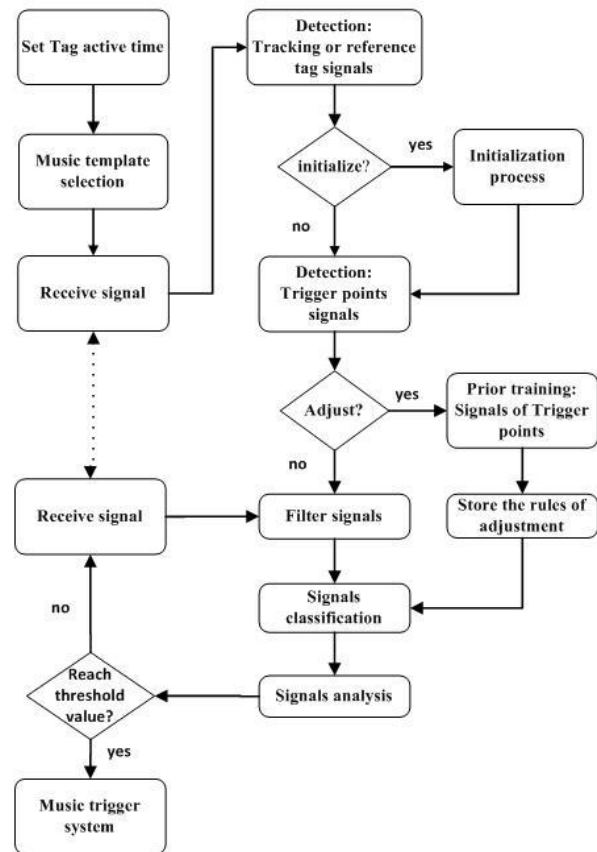 Set Tag active time
Music template
selection
Receive signal
Detection:
Tracking or reference
tag signals
initialize?
yes
Initialization
process
no
Detection:
Trigger points
signals
Adjust?
yes
Prior training:
Signals of Trigger
points
no
Store the rules of
adjustment
Receive signal
Filter signals
Signals
classification
Signals analysis
no
Reach
threshold
value?
yes
Music trigger
system